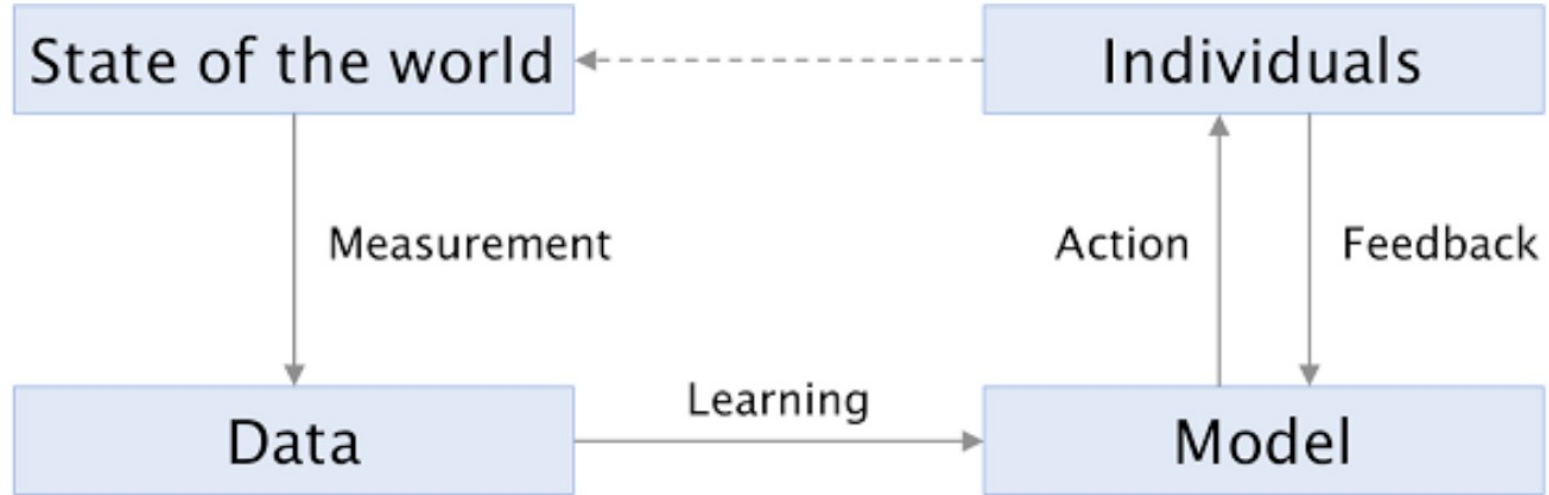 State of the world
Individuals
Measurement
Action
Feedback
Learning
Data
Model